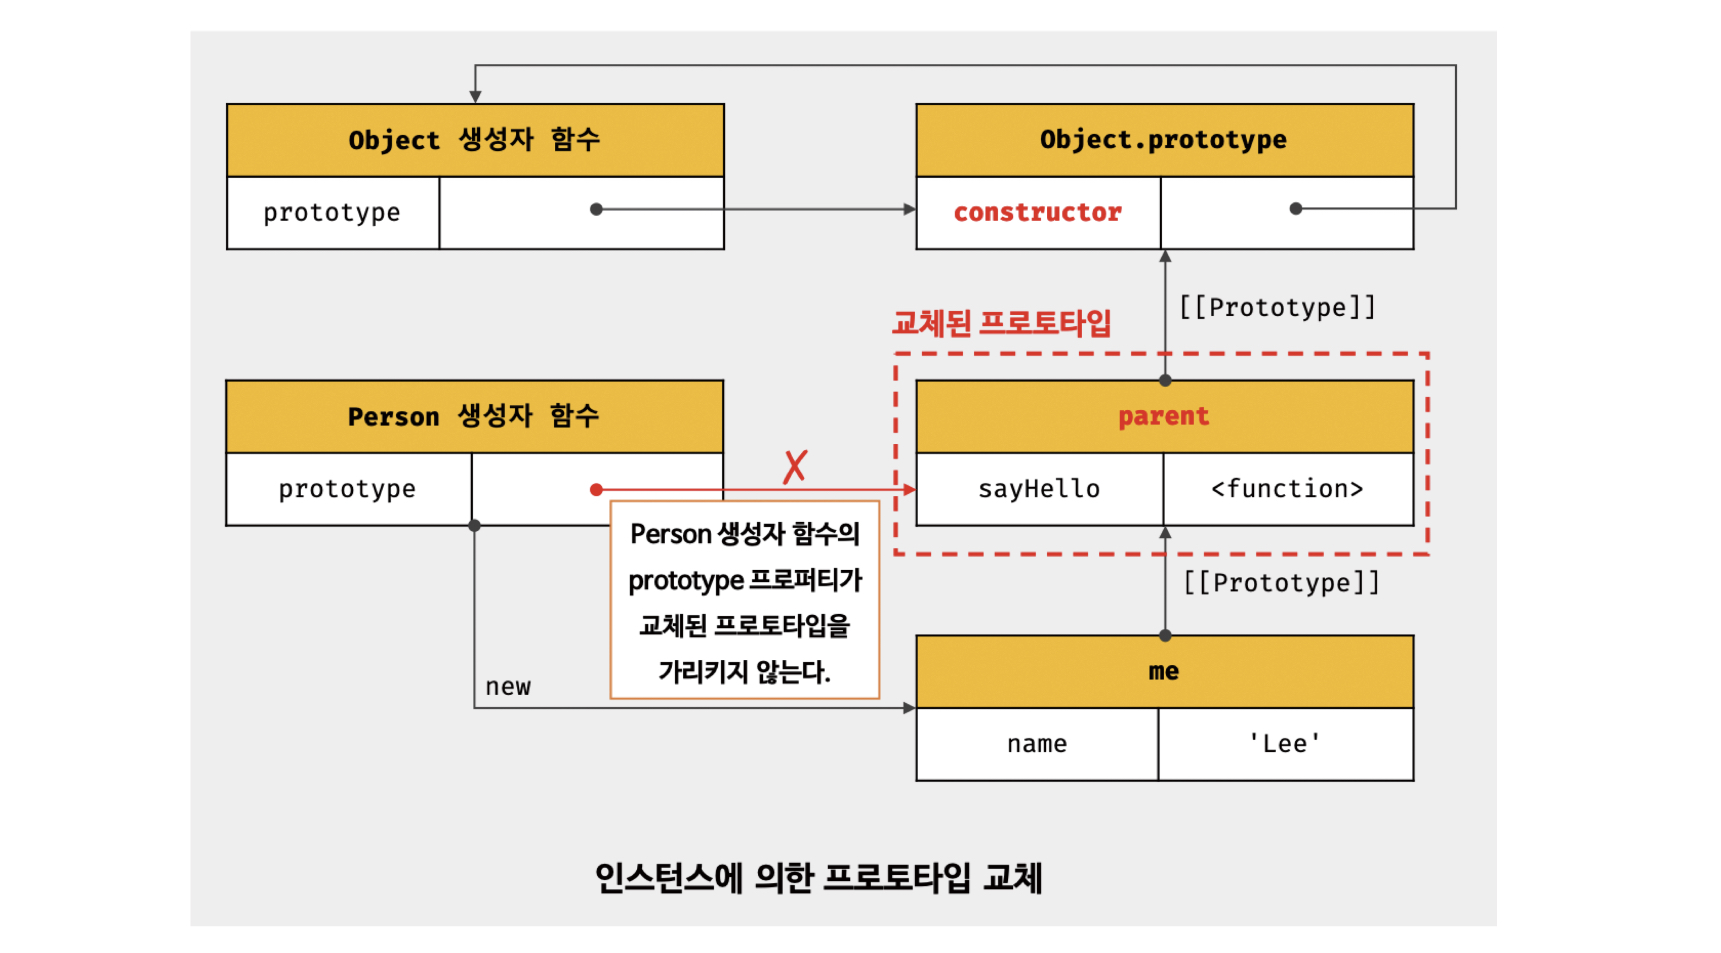 Object 생성자 함수
prototype
Object.prototype
constructor
[[Prototype]]
교체된 프로토타입
Person 생성자 함수
prototype
X
parent
sayHello
<function>
Person 생성자 함수의
prototype 프로퍼티가
교체된 프로토타입을
가리키지 않는다.
[[Prototype]]
new
me
name
'Lee'
인스턴스에 의한 프로토타입 교체